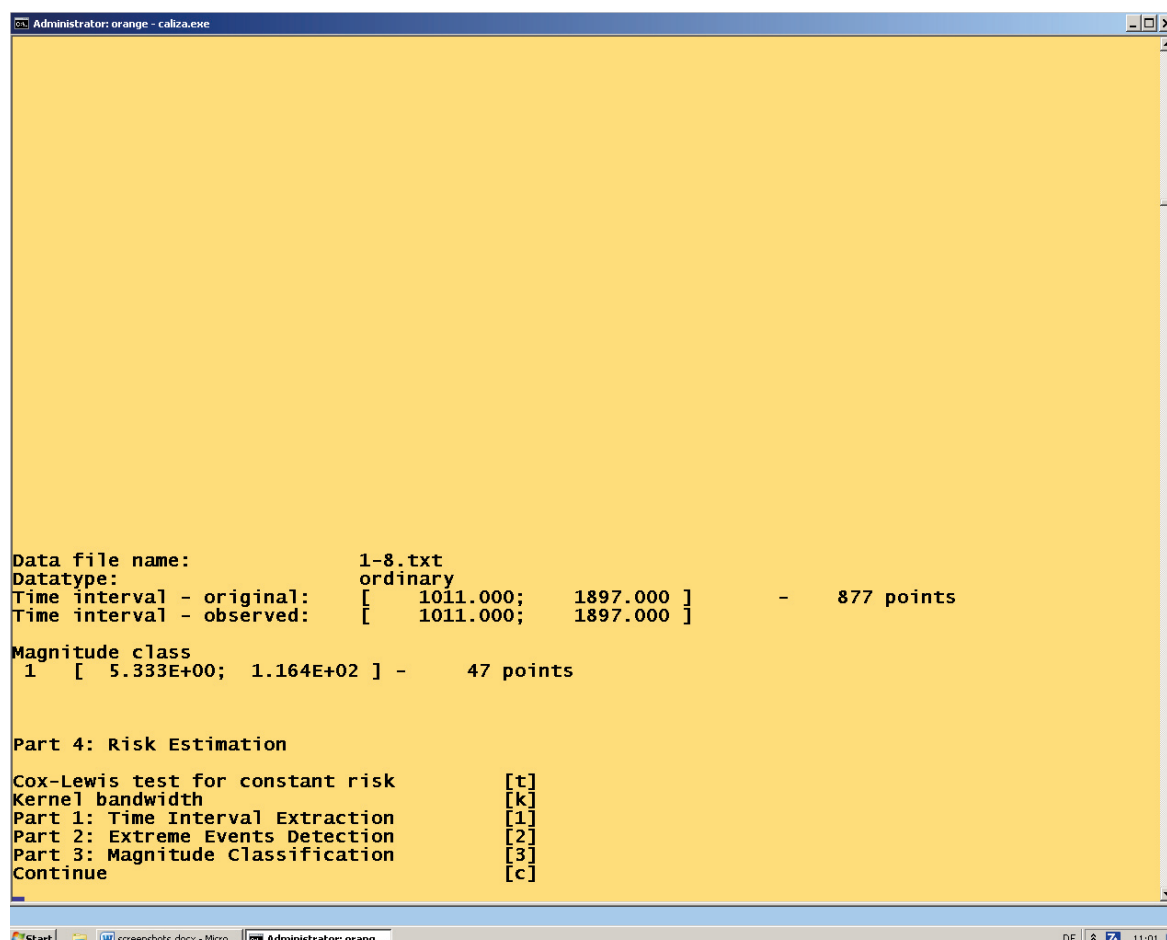 Administrator: orange - caliza.exe
Data file name: 1-8.txt
Datatype: ordinary
Time interval - original: [ 1011.000; 1897.000 ] - 877 points
Time interval - observed: [ 1011.000; 1897.000 ]
Magnitude class
1 [ 5.333E+00; 1.164E+02 ] - 47 points
Part 4: Risk Estimation
Cox-Lewis test for constant risk [t]
Kernel bandwidth [k]
Part 1: Time Interval Extraction [1]
Part 2: Extreme Events Detection [2]
Part 3: Magnitude Classification [3]
Continue [c]
Start screenshots.docx - Micro... Administrator: orang... DE 11:01